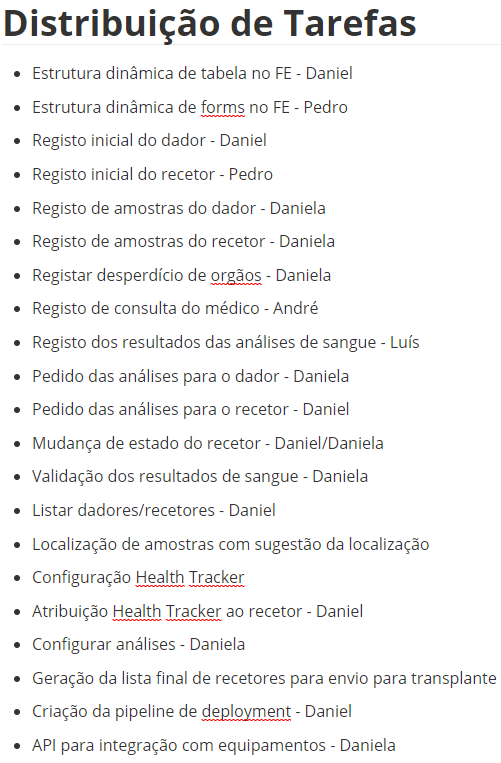 Distribuição de Tarefas
• Estrutura dinâmica de tabela no FE - Daniel
• Estrutura dinâmica de forms no FE - Pedro
• Registo inicial do dador - Daniel
• Registo inicial do recetor - Pedro
• Registo de amostras do dador - Daniela
• Registo de amostras do recetor - Daniela
• Registar desperdício de orgãos - Daniela
• Registo de consulta do médico - André
• Registo dos resultados das análises de sangue - Luís
• Pedido das análises para o dador - Daniela
• Pedido das análises para o recetor - Daniel
• Mudança de estado do recetor - Daniel/Daniela
• Validação dos resultados de sangue - Daniela
• Listar dadores/recetores - Daniel
• Localização de amostras com sugestão da localização
• Configuração Health Tracker
• Atribuição Health Tracker ao recetor - Daniel
• Configurar análises - Daniela
• Geração da lista final de recetores para envio para transplante
• Criação da pipeline de deployment - Daniel
• API para integração com equipamentos - Daniela